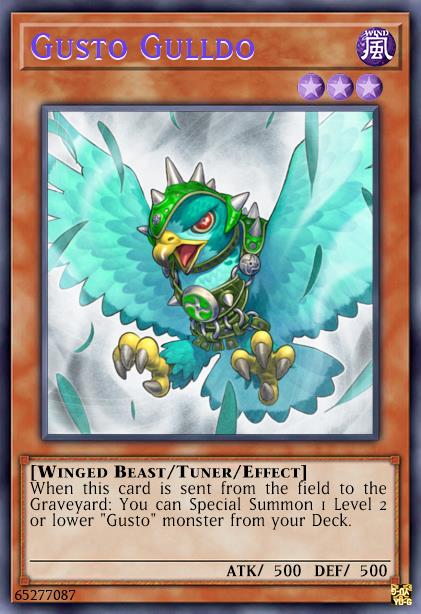 Gusto Gulldo
WIND
風
[Winged Beast/Tuner/Effect]
When this card is sent from the field to the
Graveyard: You can Special Summon 1 Level 2
or lower "Gusto" monster from your Deck.
ATK/ 500 DEF/ 500
65277087